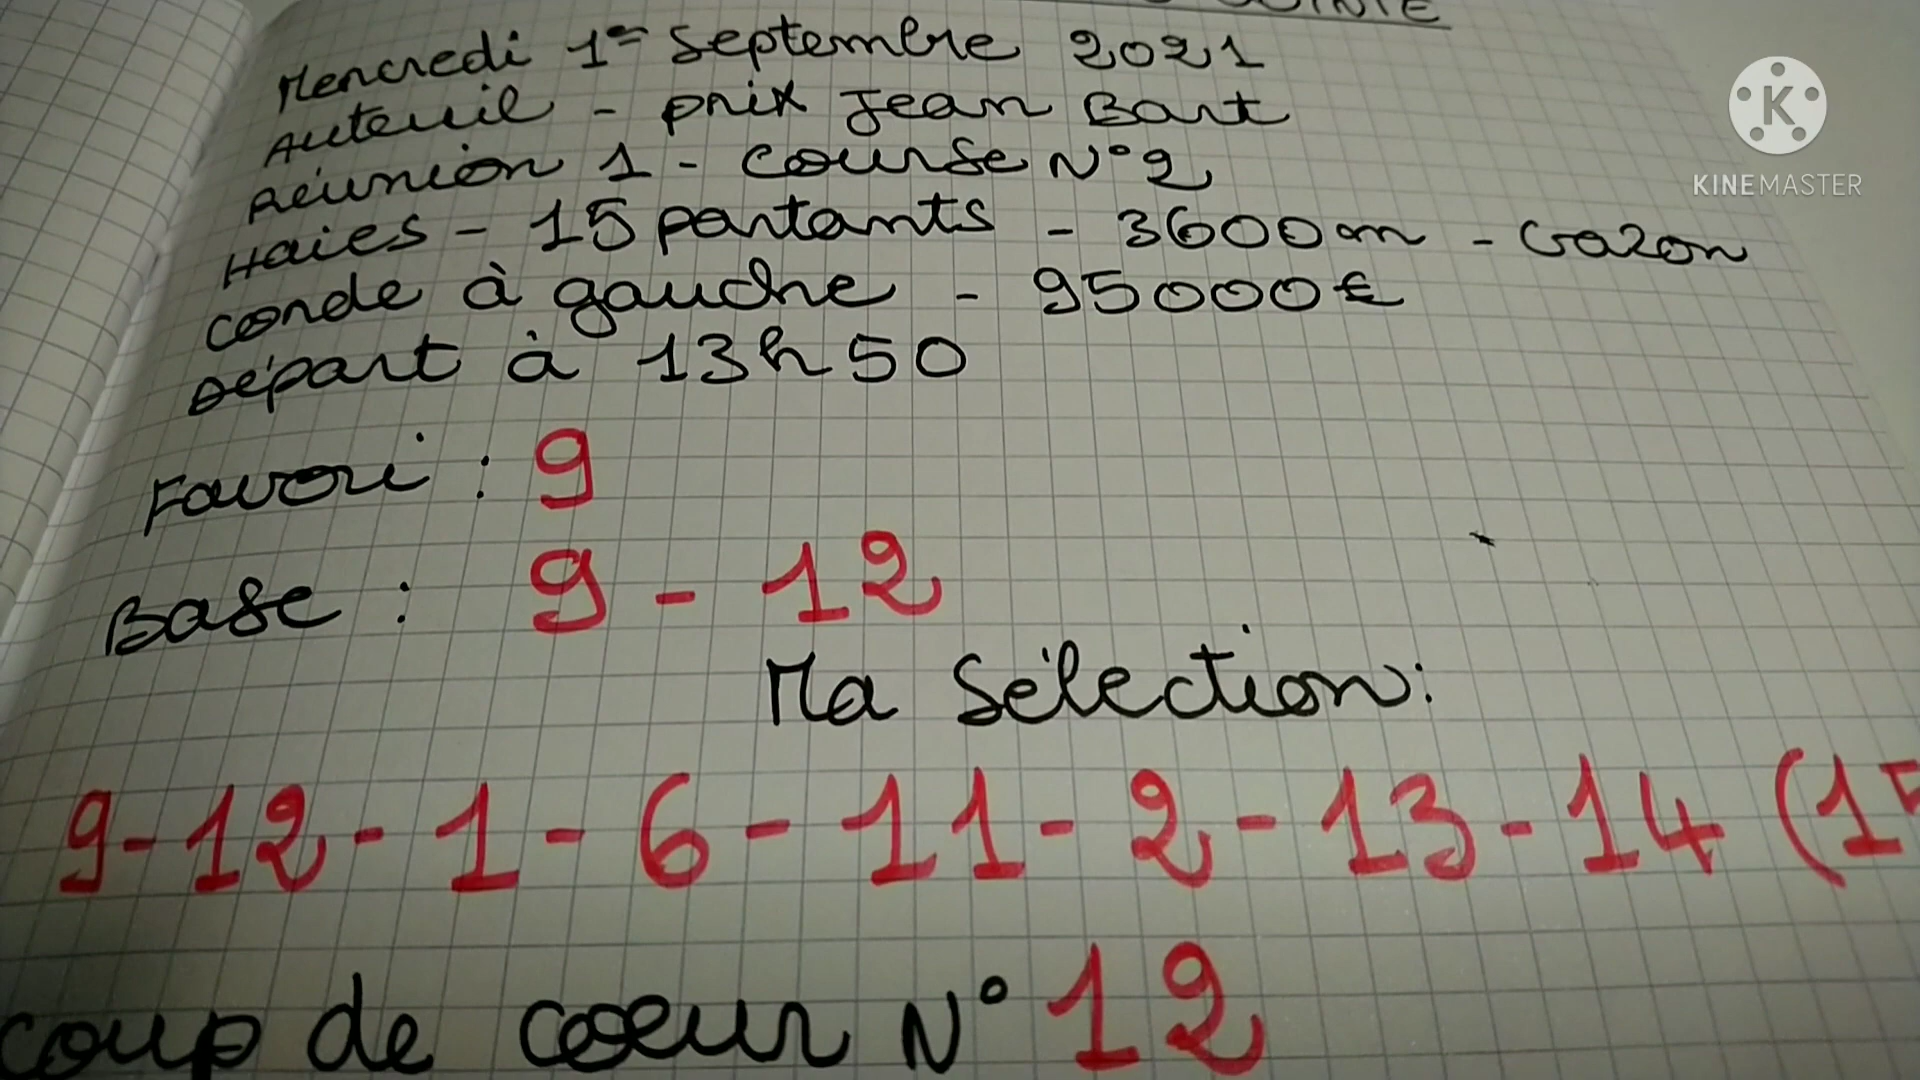 QUINTÉ
Mercredi 1er Septembre 2021
Auteuil - prix Jean Bart
Réunion 1 - Course N°2
Haies - 15 partants - 3600m - Gazon
corde à gauche - 95000€
Départ à 13h50
Favori : 9
Base : 9 - 12
Ma Sélection:
9-12-1-6-11-2-13-14 (15
coup de coeur N° 12
K
KINEMASTER